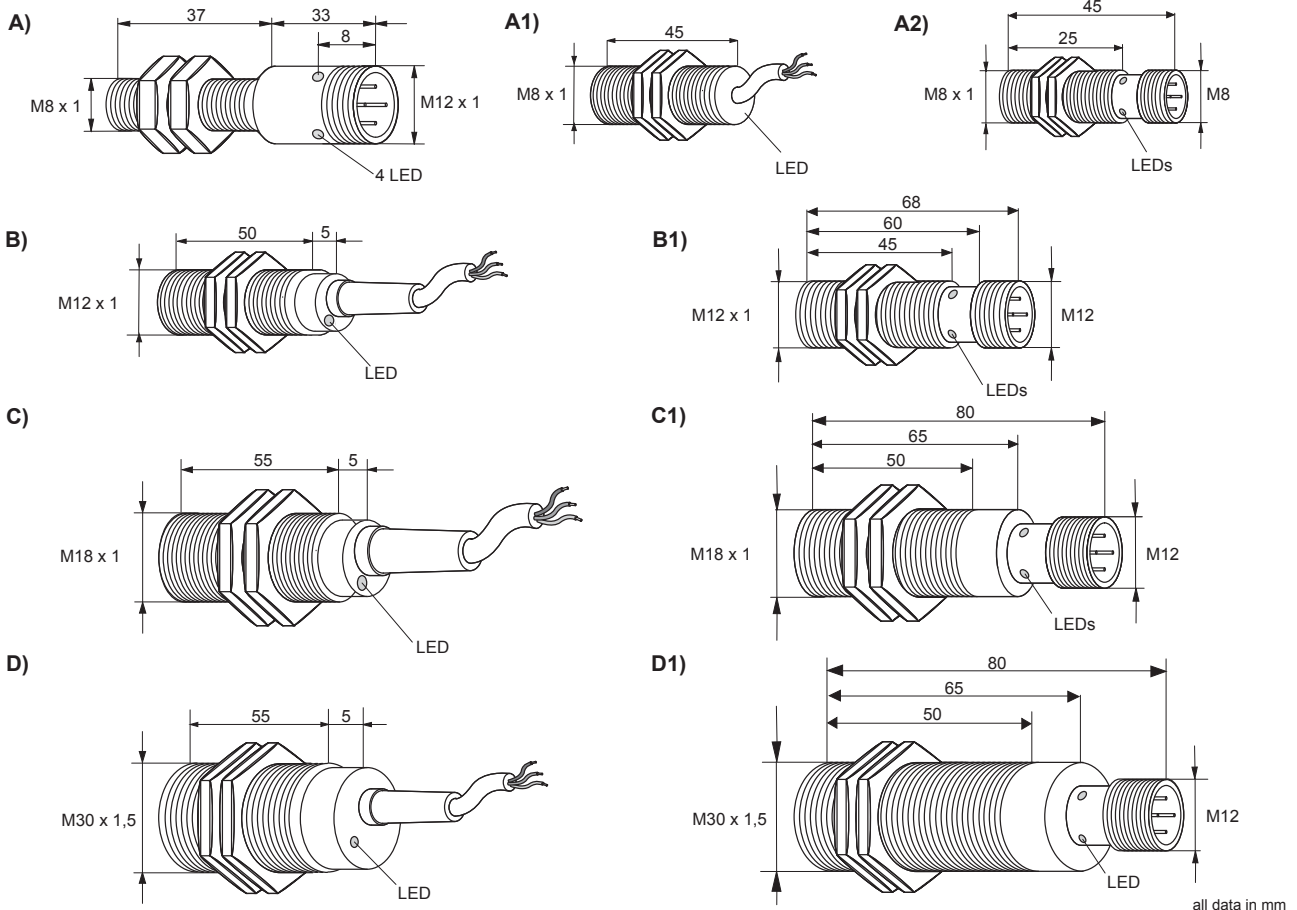 A)
37
33
8
M8 x 1
M12 x 1
4 LED
A1)
45
M8 x 1
LED
A2)
45
25
M8 x 1
M8
LEDs
B)
50
5
M12 x 1
LED
B1)
68
60
45
M12 x 1
M12
LEDs
C)
55
5
M18 x 1
LED
C1)
80
65
50
M18 x 1
M12
LEDs
D)
55
5
M30 x 1,5
LED
D1)
80
65
50
M30 x 1,5
M12
LED
all data in mm